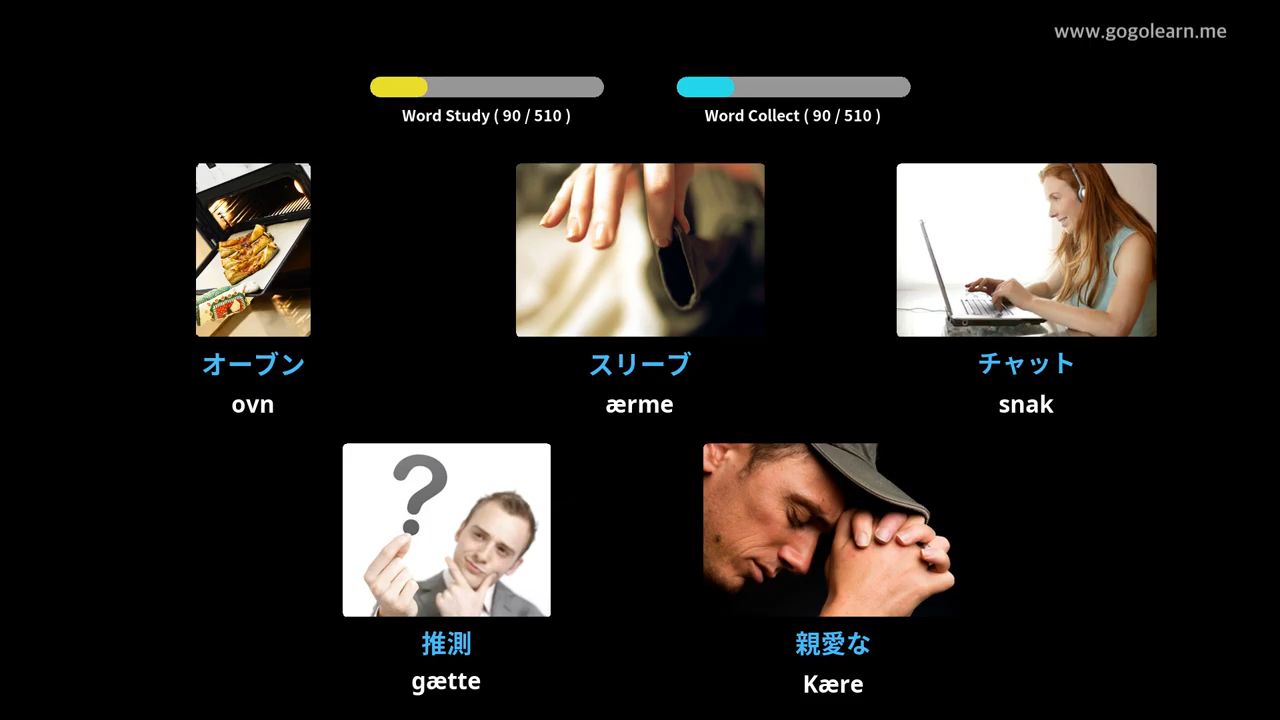 www.gogolearn.me
Word Study ( 90 / 510 )
Word Collect ( 90 / 510 )
オーブン
ovn
スリーブ
ærme
チャット
snak
推測
gætte
親愛な
Kære